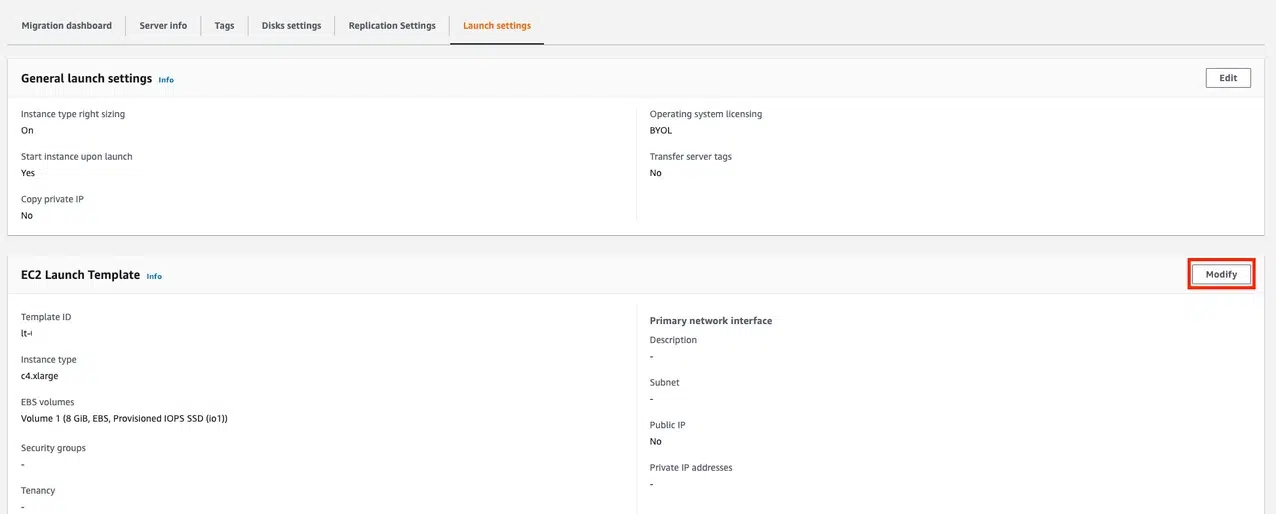 Migration dashboard
Server info
Tags
Disks settings
Replication Settings
Launch settings
General launch settings Info
Edit
Instance type right sizing
On
Start instance upon launch
Yes
Copy private IP
No
Operating system licensing
BYOL
Transfer server tags
No
EC2 Launch Template Info
Modify
Template ID
lt-
Instance type
c4.xlarge
EBS volumes
Volume 1 (8 GiB, EBS, Provisioned IOPS SSD (io1))
Security groups
-
Tenancy
-
Primary network interface
Description
-
Subnet
-
Public IP
No
Private IP addresses
-